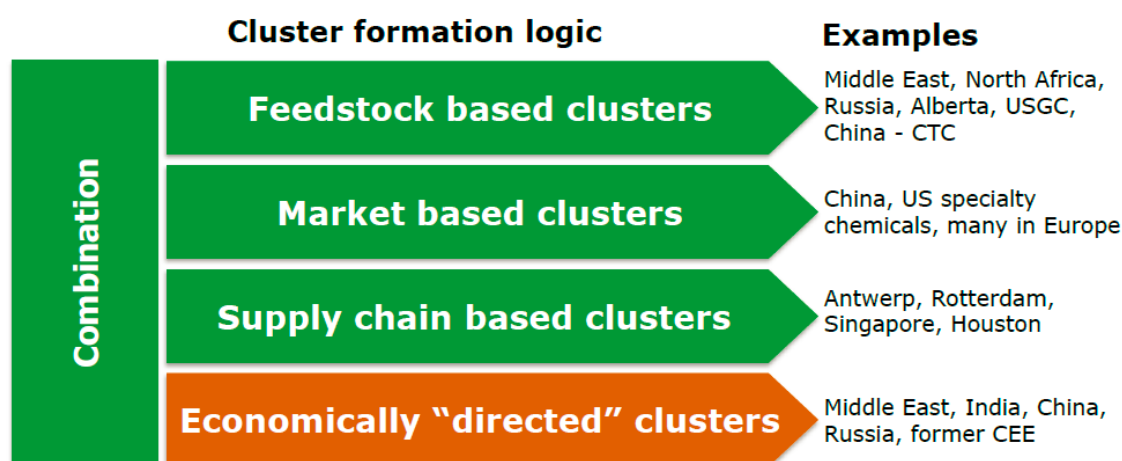 Cluster formation logic
Examples
Combination
Feedstock based clusters
Middle East, North Africa,
Russia, Alberta, USGC,
China - CTC
Market based clusters
China, US specialty
chemicals, many in Europe
Supply chain based clusters
Antwerp, Rotterdam,
Singapore, Houston
Economically “directed” clusters
Middle East, India, China,
Russia, former CEE